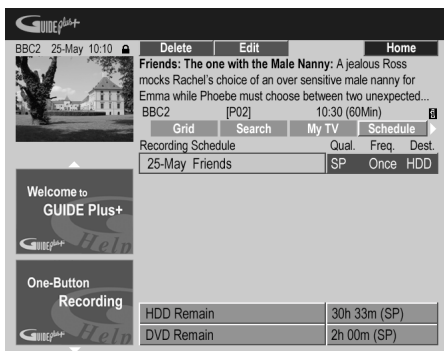 GUIDE Plus+
BBC2 25-May 10:10
Delete Edit Home
Friends: The one with the Male Nanny: A jealous Ross
mocks Rachel's choice of an over sensitive male nanny for
Emma while Phoebe must choose between two unexpected...
BBC2 [P02] 10:30 (60Min)
Grid Search My TV Schedule
Recording Schedule Qual. Freq. Dest.
25-May Friends SP Once HDD
Welcome to
GUIDE Plus+
GUIDE Plus+ Help
One-Button
Recording
GUIDE Plus+ Help
HDD Remain 30h 33m (SP)
DVD Remain 2h 00m (SP)